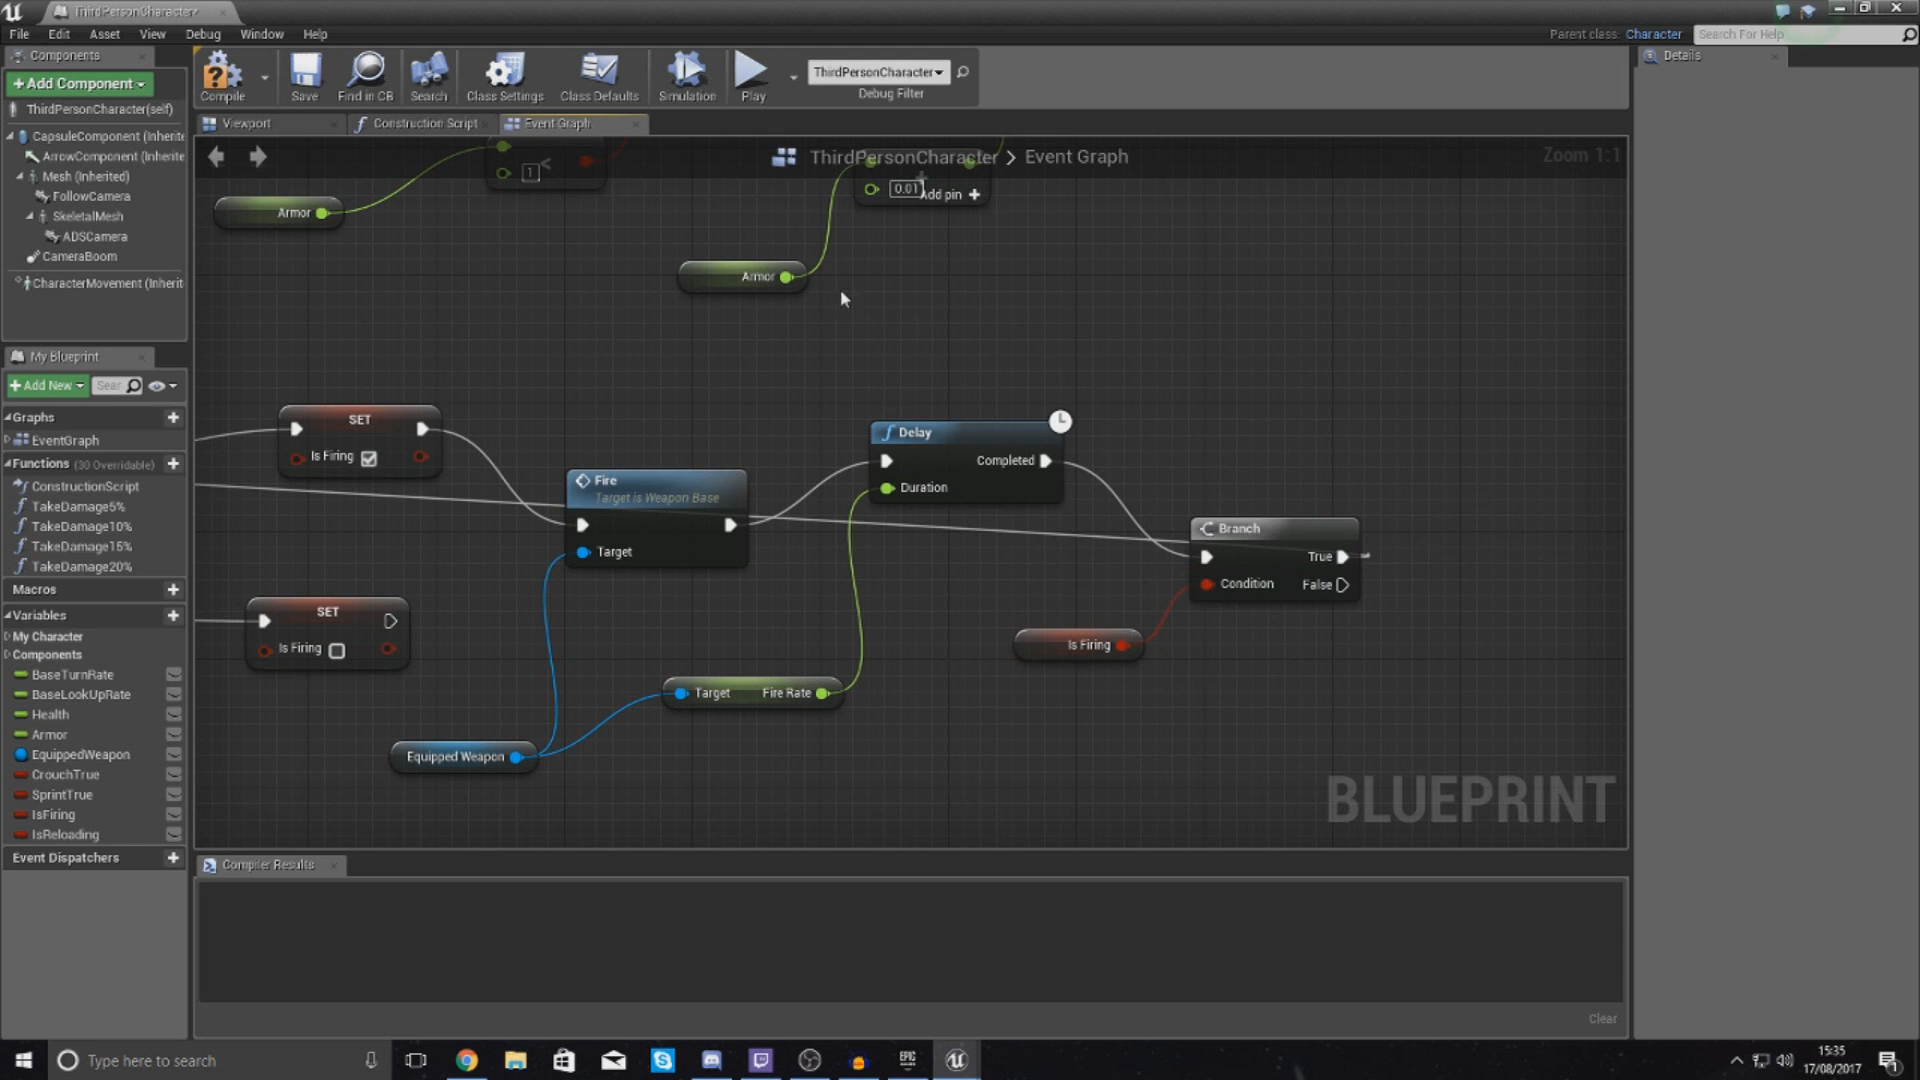 ThirdPersonCharacter*
File Edit Asset View Debug Window Help
Parent class: Character Search For Help
Components
+Add Component
ThirdPersonCharacter(self)
CapsuleComponent (Inherite
ArrowComponent (Inherite
Mesh (Inherited)
FollowCamera
SkeletalMesh
ADSCamera
CameraBoom
CharacterMovement (Inherit
My Blueprint
+Add New Sear
Graphs
EventGraph
Functions (30 Overridable)
ConstructionScript
TakeDamage5%
TakeDamage10%
TakeDamage15%
TakeDamage20%
Macros
Variables
My Character
Components
BaseTurnRate
BaseLookUpRate
Health
Armor
EquippedWeapon
CrouchTrue
SprintTrue
IsFiring
IsReloading
Event Dispatchers
Compile Save Find in CB Search Class Settings Class Defaults Simulation Play
ThirdPersonCharacter
Debug Filter
Viewport Construction Script Event Graph
ThirdPersonCharacter > Event Graph
Zoom 1:1
1 <
0.01 Add pin +
Armor
Armor
SET
Is Firing
Fire
Target is Weapon Base
Target
Delay
Completed
Duration
Branch
True
Condition False
SET
Is Firing
Is Firing
Target Fire Rate
Equipped Weapon
BLUEPRINT
Compiler Results
Clear
Details
Type here to search
EPIC
GAMES
15:35
17/08/2017
1